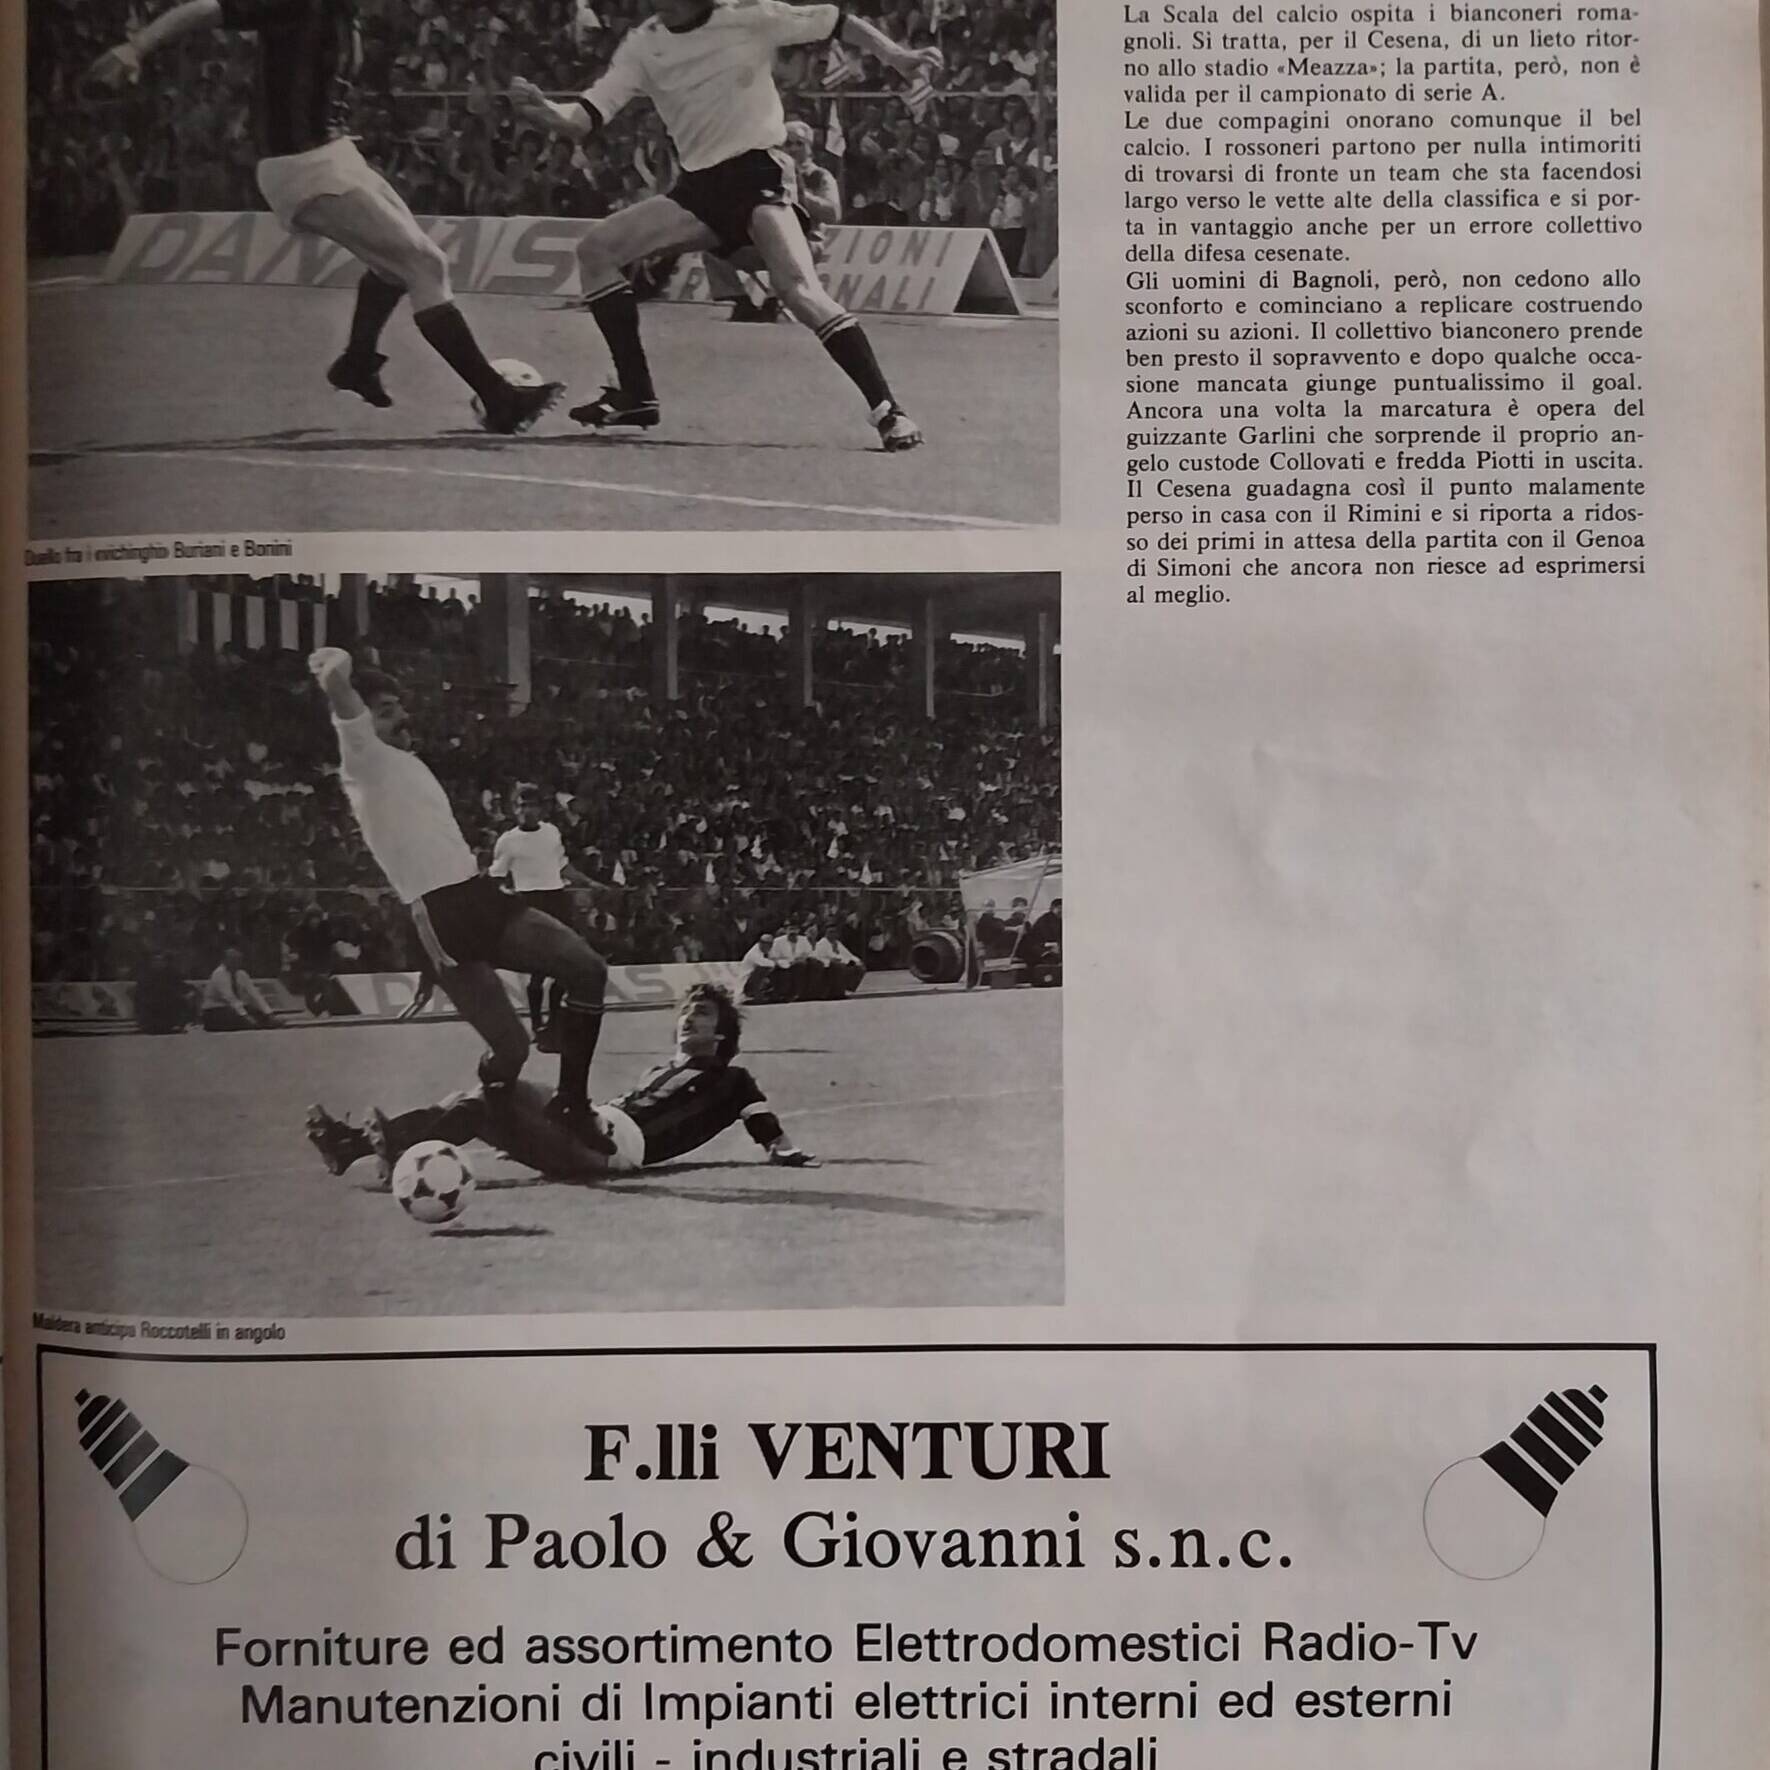 La Scala del calcio ospita i bianconeri roma-
gnoli. Si tratta, per il Cesena, di un lieto ritor-
no allo stadio «Meazza»; la partita, però, non è
valida per il campionato di serie A.
Le due compagini onorano comunque il bel
calcio. I rossoneri partono per nulla intimoriti
di trovarsi di fronte un team che sta facendosi
largo verso le vette alte della classifica e si por-
ta in vantaggio anche per un errore collettivo
della difesa cesenate.
Gli uomini di Bagnoli, però, non cedono allo
sconforto e cominciano a replicare costruendo
azioni su azioni. Il collettivo bianconero prende
ben presto il sopravvento e dopo qualche occa-
sione mancata giunge puntualissimo il goal.
Ancora una volta la marcatura è opera del
guizzante Garlini che sorprende il proprio an-
gelo custode Collovati e fredda Piotti in uscita.
Il Cesena guadagna così il punto malamente
perso in casa con il Rimini e si riporta a ridos-
so dei primi in attesa della partita con il Genoa
di Simoni che ancora non riesce ad esprimersi
al meglio.
ZIONI
NALI
Duello fra i «vichinghi» Buriani e Bonini
Maldera anticipa Roccotelli in angolo
F.lli VENTURI
di Paolo & Giovanni s.n.c.
Forniture ed assortimento Elettrodomestici Radio-Tv
Manutenzioni di Impianti elettrici interni ed esterni
civili - industriali e stradali